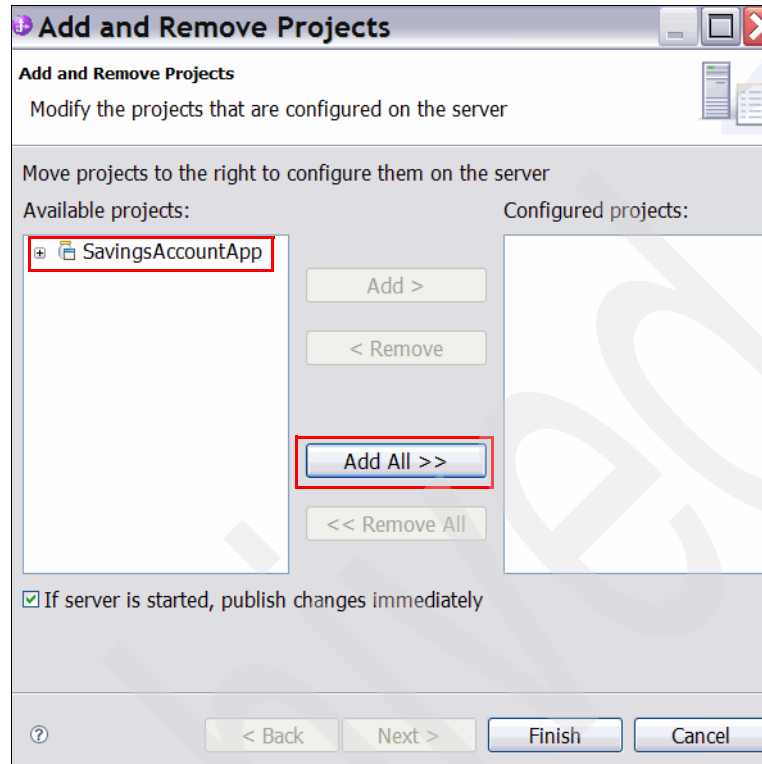 Add and Remove Projects
Add and Remove Projects
Modify the projects that are configured on the server
Move projects to the right to configure them on the server
Available projects:
Configured projects:
SavingsAccountApp
Add >
< Remove
Add All >>
<< Remove All
If server is started, publish changes immediately
?
< Back
Next >
Finish
Cancel